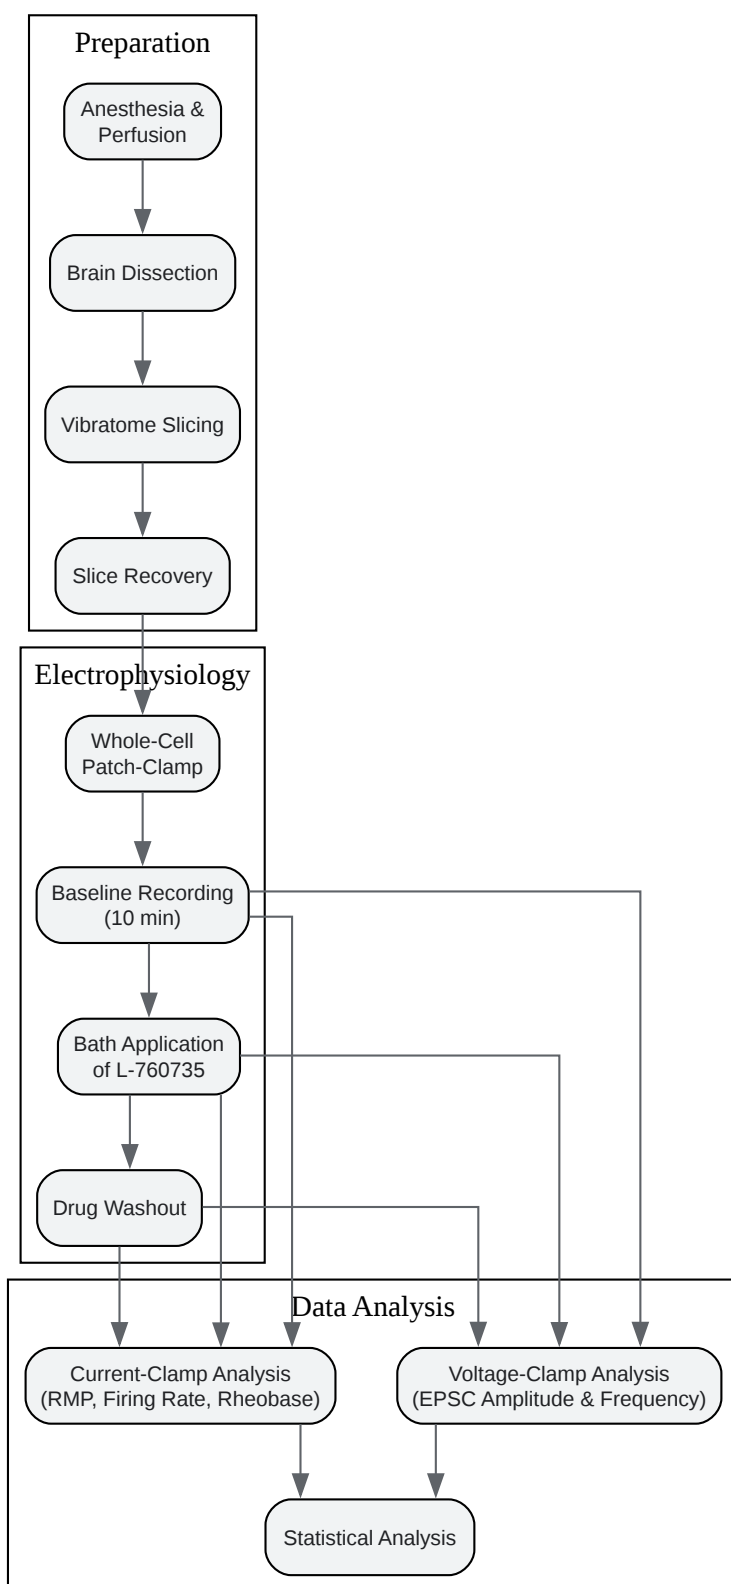 Preparation
Anesthesia &
Perfusion
Brain Dissection
Vibratome Slicing
Slice Recovery
Electrophysiology
Whole-Cell
Patch-Clamp
Baseline Recording
(10 min)
Bath Application
of L-760735
Drug Washout
Data Analysis
Current-Clamp Analysis
(RMP, Firing Rate, Rheobase)
Voltage-Clamp Analysis
(EPSC Amplitude & Frequency)
Statistical Analysis